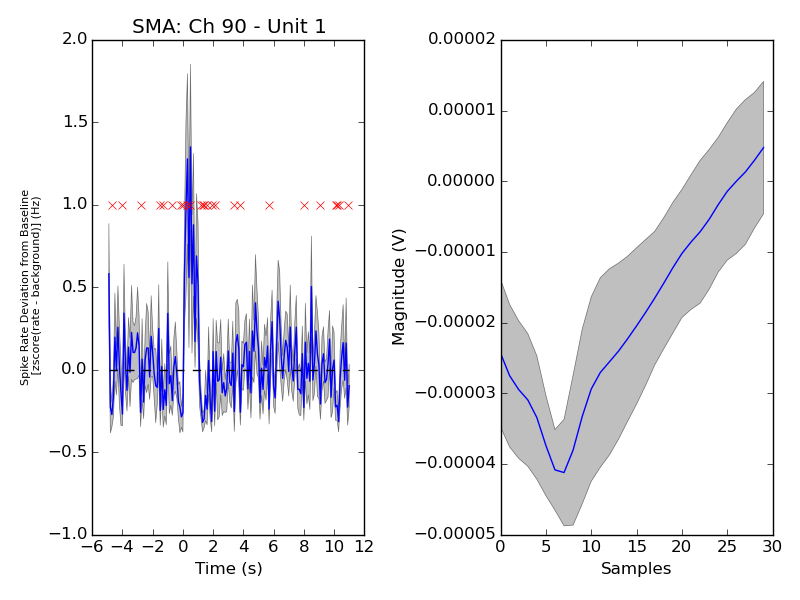 SMA: Ch 90 - Unit 1
Spike Rate Deviation from Baseline
[zscore(rate - background)] (Hz)
2.0
1.5
1.0
0.5
0.0
−0.5
−1.0
−6 −4 −2 0 2 4 6 8 10 12
Time (s)
Magnitude (V)
0.00002
0.00001
0.00000
−0.00001
−0.00002
−0.00003
−0.00004
−0.00005
0 5 10 15 20 25 30
Samples